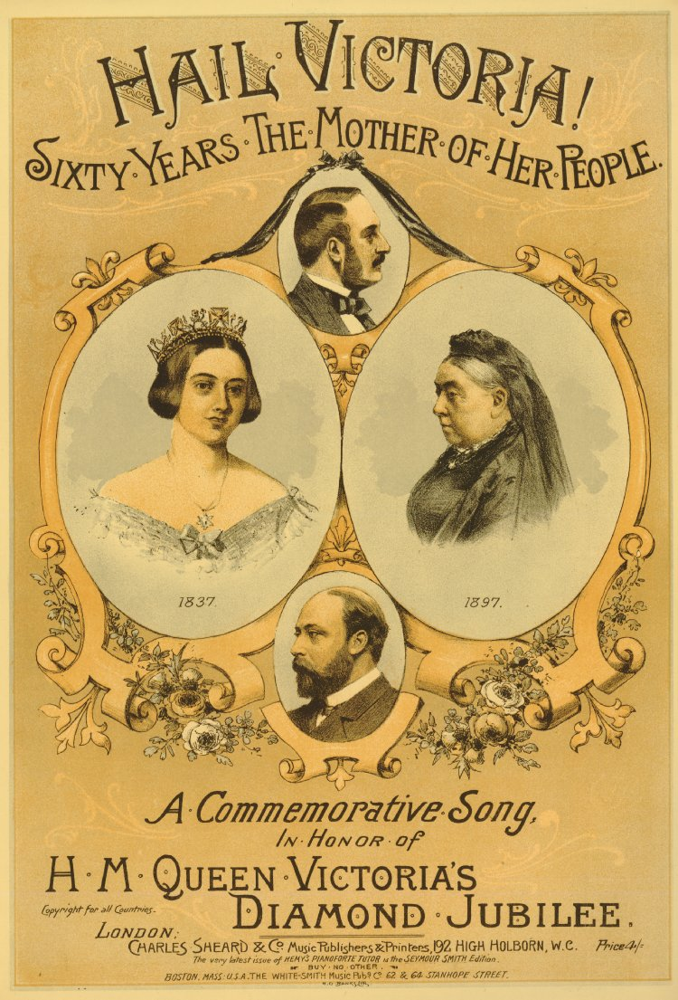 HAIL VICTORIA!
SIXTY·YEARS·THE·MOTHER·OF·HER·PEOPLE.
1837.
1897.
A·Commemorative·Song,
IN·HONOR·of
H·M·QUEEN·VICTORIA'S
DIAMOND·JUBILEE.
Copyright for all Countries.
LONDON:
CHARLES SHEARD & Co. Music Publishers & Printers, 192 HIGH HOLBORN, W.C. Price 4/-
The very latest issue of HEMY'S PIANOFORTE TUTOR is the SEYMOUR SMITH Edition.
BUY·NO·OTHER.
BOSTON, MASS·U.S.A. THE WHITE-SMITH Music Pubg Co 62 & 64 STANHOPE STREET.